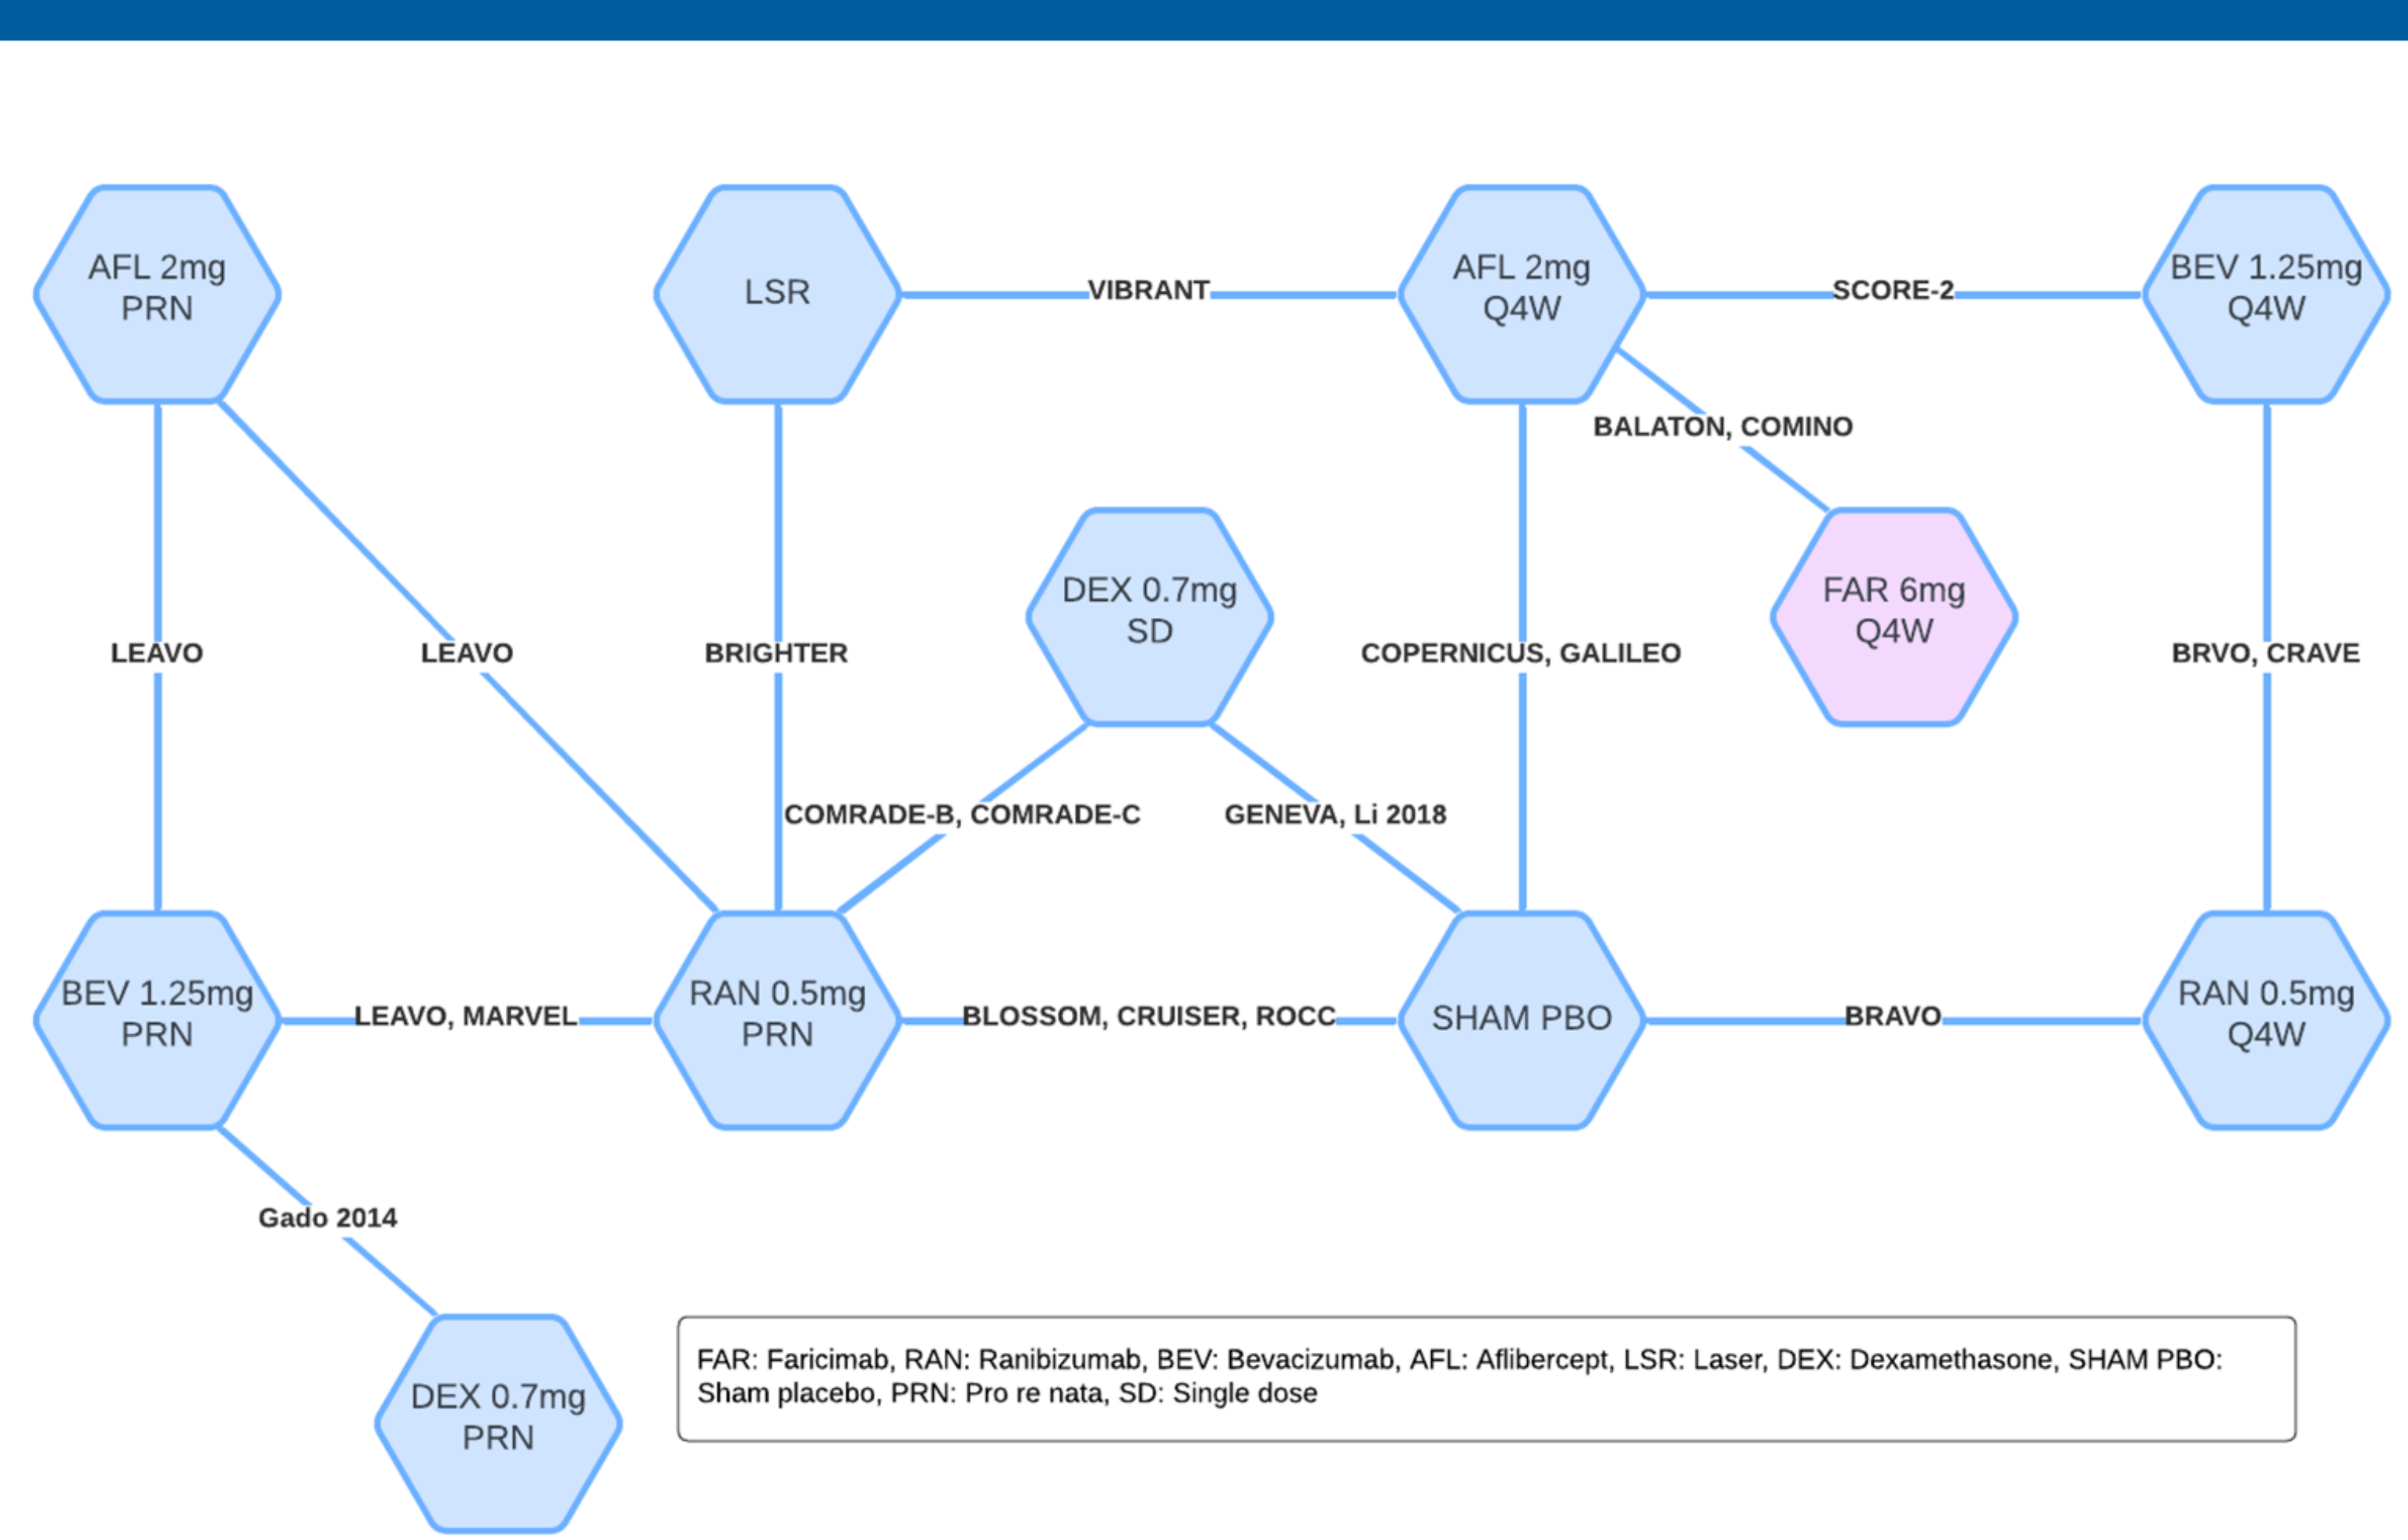 AFL 2mg
PRN
LSR
VIBRANT
AFL 2mg
Q4W
SCORE-2
BEV 1.25mg
Q4W
BALATON, COMINO
DEX 0.7mg
SD
FAR 6mg
Q4W
LEAVO
LEAVO
BRIGHTER
COPERNICUS, GALILEO
BRVO, CRAVE
COMRADE-B, COMRADE-C
GENEVA, Li 2018
BEV 1.25mg
PRN
LEAVO, MARVEL
RAN 0.5mg
PRN
BLOSSOM, CRUISER, ROCC
SHAM PBO
BRAVO
RAN 0.5mg
Q4W
Gado 2014
DEX 0.7mg
PRN
FAR: Faricimab, RAN: Ranibizumab, BEV: Bevacizumab, AFL: Aflibercept, LSR: Laser, DEX: Dexamethasone, SHAM PBO:
Sham placebo, PRN: Pro re nata, SD: Single dose